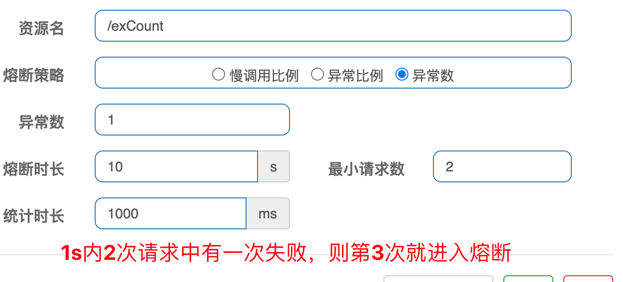 资源名 /exCount
熔断策略 慢调用比例 异常比例 异常数
异常数 1
熔断时长 10 s 最小请求数 2
统计时长 1000 ms
1s内2次请求中有一次失败，则第3次就进入熔断